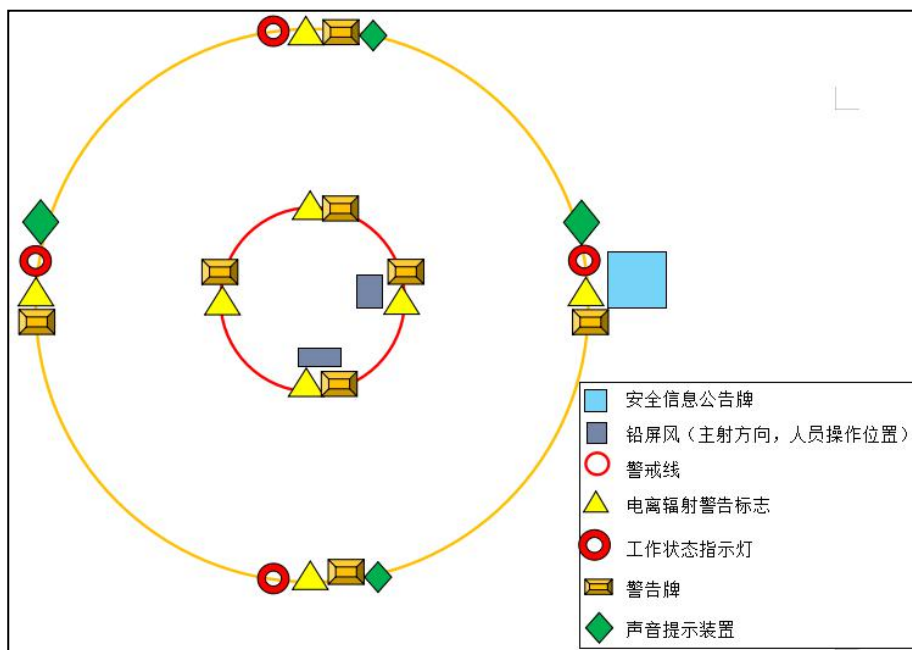 安全信息公告牌
铅屏风（主射方向，人员操作位置）
警戒线
电离辐射警告标志
工作状态指示灯
警告牌
声音提示装置